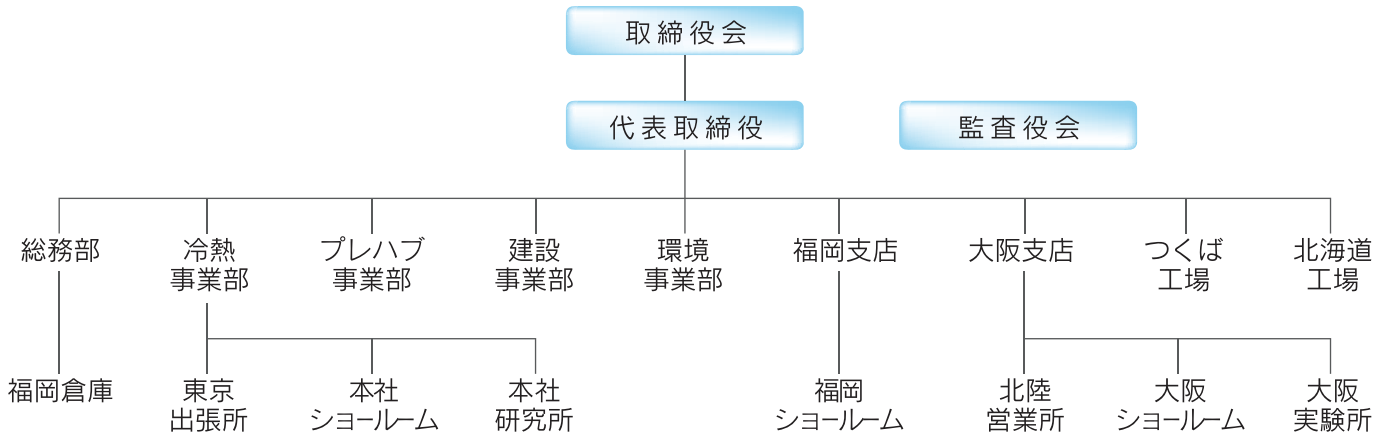 取締役会
代表取締役
監査役会
総務部
冷熱
事業部
プレハブ
事業部
建設
事業部
環境
事業部
福岡支店
大阪支店
つくば
工場
北海道
工場
福岡倉庫
東京
出張所
本社
ショールーム
本社
研究所
福岡
ショールーム
北陸
営業所
大阪
ショールーム
大阪
実験所